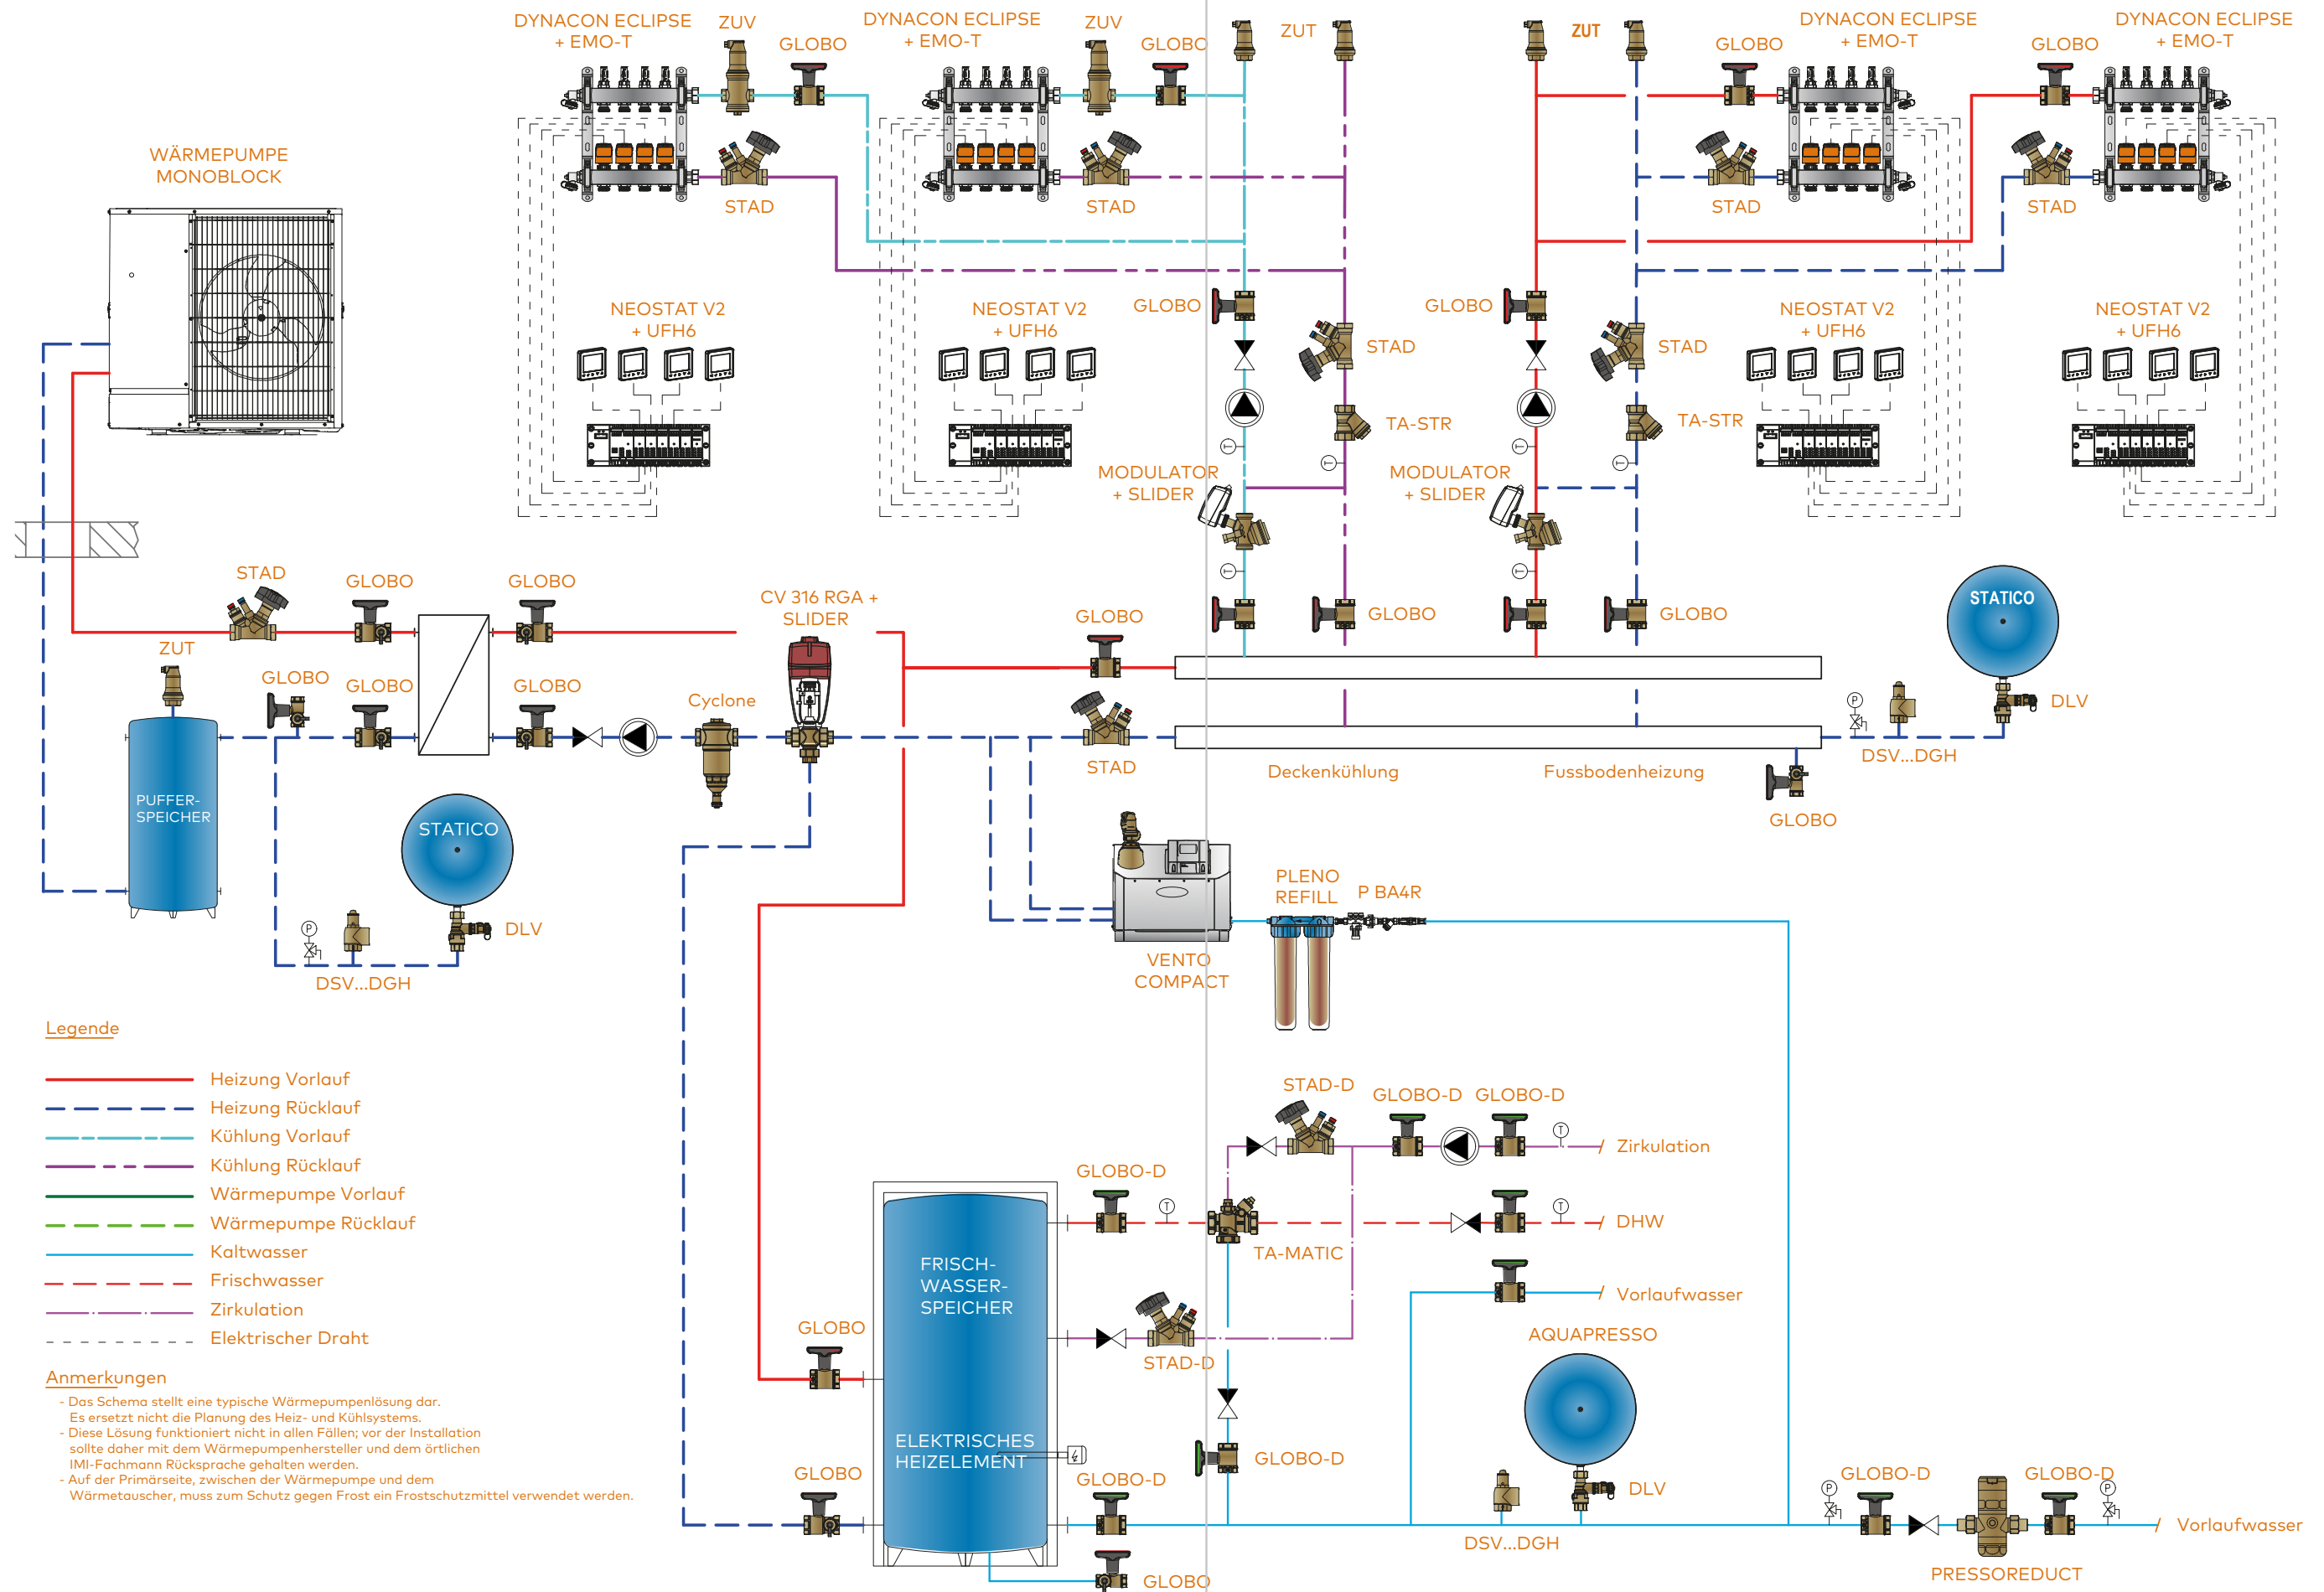 DYNACON ECLIPSE
+ EMO-T
ZUV
GLOBO
DYNACON ECLIPSE
+ EMO-T
ZUV
GLOBO
ZUT
ZUT
GLOBO
DYNACON ECLIPSE
+ EMO-T
GLOBO
DYNACON ECLIPSE
+ EMO-T
WÄRMEPUMPE
MONOBLOCK
STAD
STAD
STAD
STAD
NEOSTAT V2
+ UFH6
NEOSTAT V2
+ UFH6
GLOBO
STAD
GLOBO
STAD
NEOSTAT V2
+ UFH6
NEOSTAT V2
+ UFH6
TA-STR
TA-STR
MODULATOR
+ SLIDER
MODULATOR
+ SLIDER
T
T
T
T
T
T
STAD
GLOBO
GLOBO
CV 316 RGA +
SLIDER
GLOBO
GLOBO
GLOBO
STATICO
ZUT
GLOBO
GLOBO
GLOBO
Cyclone
STAD
P
DLV
DSV...DGH
Deckenkühlung
Fussbodenheizung
GLOBO
PUFFER-
SPEICHER
STATICO
P
DLV
DSV...DGH
PLENO
REFILL
P BA4R
VENTO
COMPACT
Legende
Heizung Vorlauf
Heizung Rücklauf
Kühlung Vorlauf
Kühlung Rücklauf
Wärmepumpe Vorlauf
Wärmepumpe Rücklauf
Kaltwasser
Frischwasser
Zirkulation
Elektrischer Draht
Anmerkungen
- Das Schema stellt eine typische Wärmepumpenlösung dar.
Es ersetzt nicht die Planung des Heiz- und Kühlsystems.
- Diese Lösung funktioniert nicht in allen Fällen; vor der Installation
sollte daher mit dem Wärmepumpenhersteller und dem örtlichen
IMI-Fachmann Rücksprache gehalten werden.
- Auf der Primärseite, zwischen der Wärmepumpe und dem
Wärmetauscher, muss zum Schutz gegen Frost ein Frostschutzmittel verwendet werden.
STAD-D
GLOBO-D
GLOBO-D
T
Zirkulation
GLOBO-D
T
T
DHW
TA-MATIC
FRISCH-
WASSER-
SPEICHER
Vorlaufwasser
GLOBO
STAD-D
AQUAPRESSO
ELEKTRISCHES
HEIZELEMENT
GLOBO-D
GLOBO
GLOBO-D
DLV
DSV...DGH
P
GLOBO-D
GLOBO-D
P
Vorlaufwasser
PRESSOREDUCT
GLOBO